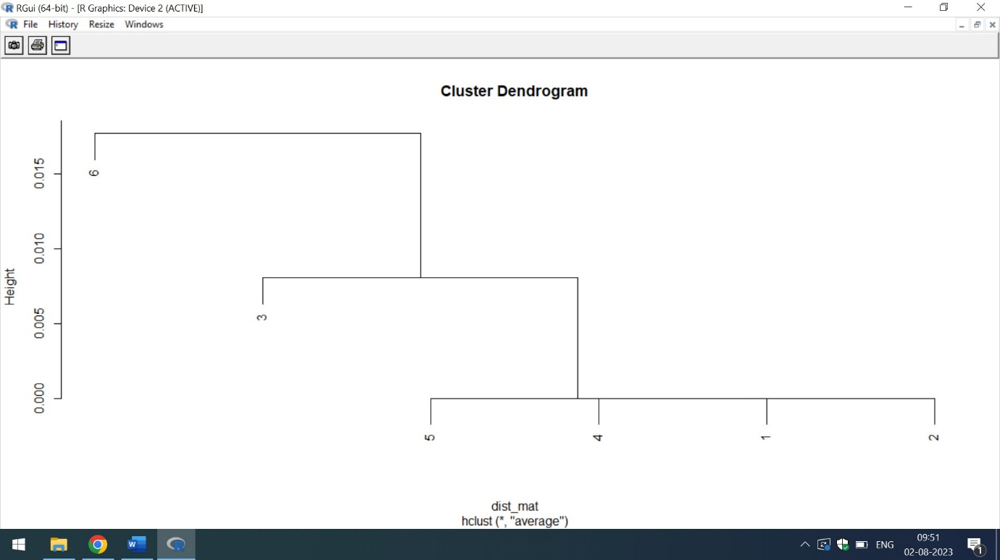 RGui (64-bit) - [R Graphics: Device 2 (ACTIVE)]
File History Resize Windows
Cluster Dendrogram
Height
0.015
0.010
0.005
0.000
6
3
5 4 1 2
dist_mat
hclust (*, "average")
ENG
09:51
02-08-2023
1